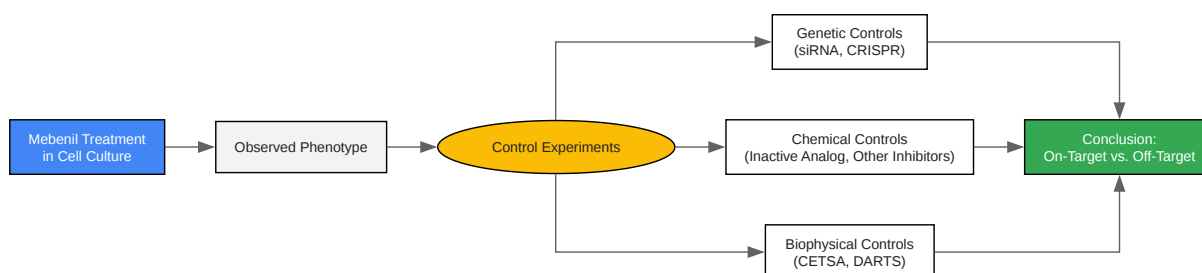 Mebenil Treatment
in Cell Culture
Observed Phenotype
Control Experiments
Genetic Controls
(siRNA, CRISPR)
Chemical Controls
(Inactive Analog, Other Inhibitors)
Biophysical Controls
(CETSA, DARTS)
Conclusion:
On-Target vs. Off-Target